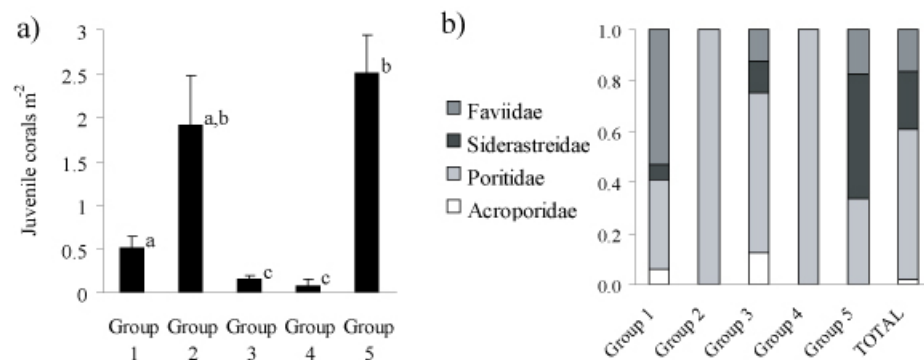 a)
Juvenile corals m-2
3
2.5
2
1.5
1
0.5
0
a
a,b
c
c
b
Group 1
Group 2
Group 3
Group 4
Group 5
b)
Faviidae
Siderastreidae
Poritidae
Acroporidae
1.0
0.8
0.6
0.4
0.2
0.0
Group 1
Group 2
Group 3
Group 4
Group 5
TOTAL